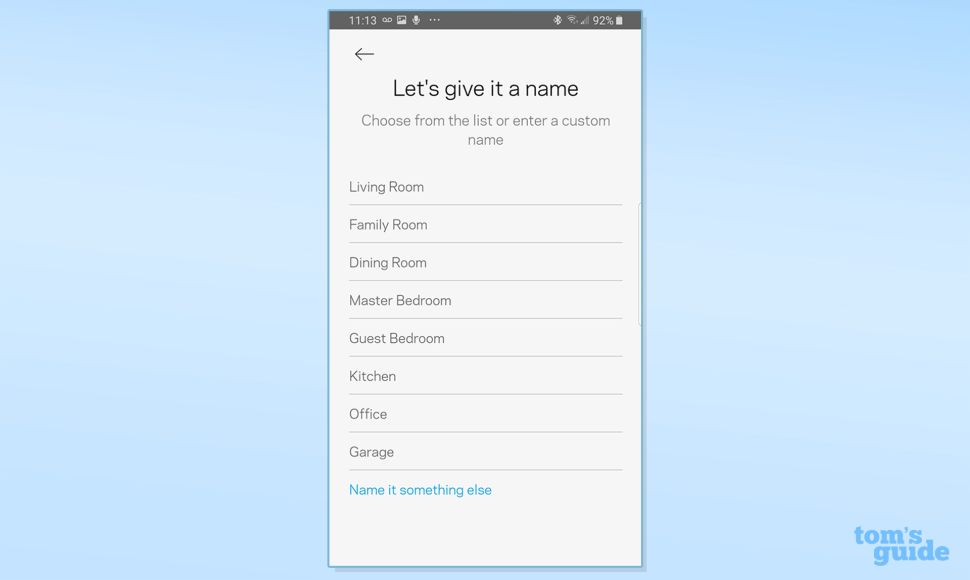 11:13 ... 92%
Let's give it a name
Choose from the list or enter a custom
name
Living Room
Family Room
Dining Room
Master Bedroom
Guest Bedroom
Kitchen
Office
Garage
Name it something else
tom's
guide